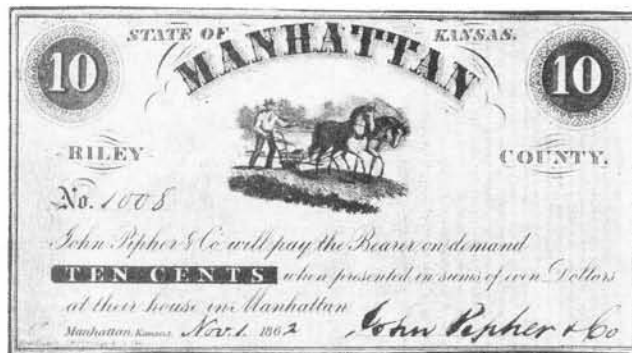 STATE OF KANSAS.
MANHATTAN
10 10
RILEY COUNTY.
No. 1008
John Pipher & Co will pay the Bearer on demand
TEN CENTS when presented in sums of even Dollars
at their house in Manhattan
Manhattan, Kansas. Nov. 1. 1862 John Pipher & Co